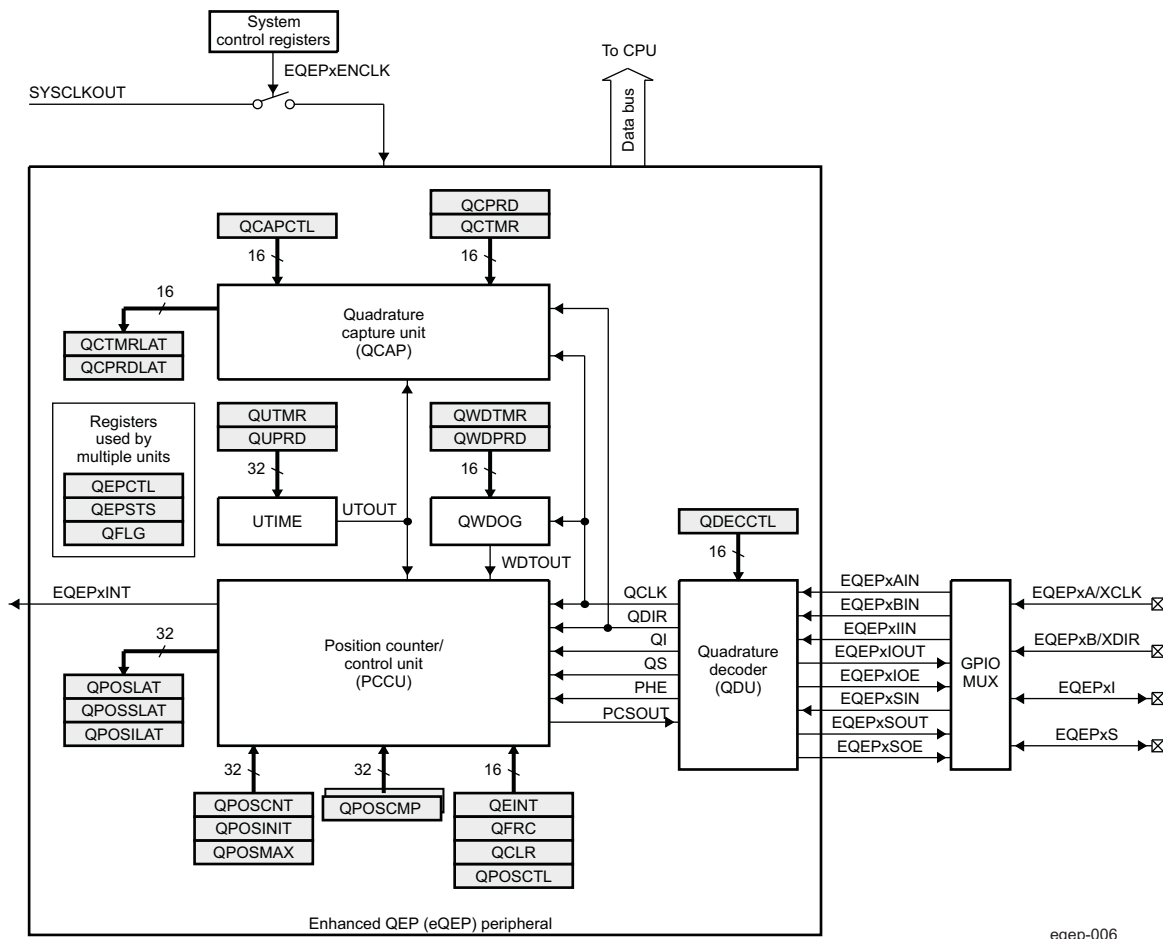 System
control registers
To CPU
EQEPxENCLK
SYSCLKOUT
Data bus
QCPRD
QCAPCTL
QCTMR
16
16
16
Quadrature
capture unit
(QCAP)
QCTMRLAT
QCPRDLAT
Registers
used by
multiple units
QEPCTL
QEPSTS
QFLG
QUTMR
QUPRD
32
QWDTMR
QWDPRD
16
UTIME
UTOUT
QWDOG
WDTOUT
QDECCTL
16
EQEPxINT
32
Position counter/
control unit
(PCCU)
QCLK
QDIR
QI
QS
PHE
PCSOUT
Quadrature
decoder
(QDU)
EQEPxAIN
EQEPxBIN
EQEPxIIN
EQEPxIOUT
EQEPxIOE
EQEPxSIN
EQEPxSOUT
EQEPxSOE
GPIO
MUX
EQEPxA/XCLK
EQEPxB/XDIR
EQEPxI
EQEPxS
QPOSLAT
QPOSSLAT
QPOSILAT
32
32
16
QPOSCNT
QPOSINIT
QPOSMAX
QPOSCMP
QEINT
QFRC
QCLR
QPOSCTL
Enhanced QEP (eQEP) peripheral
eqep-006